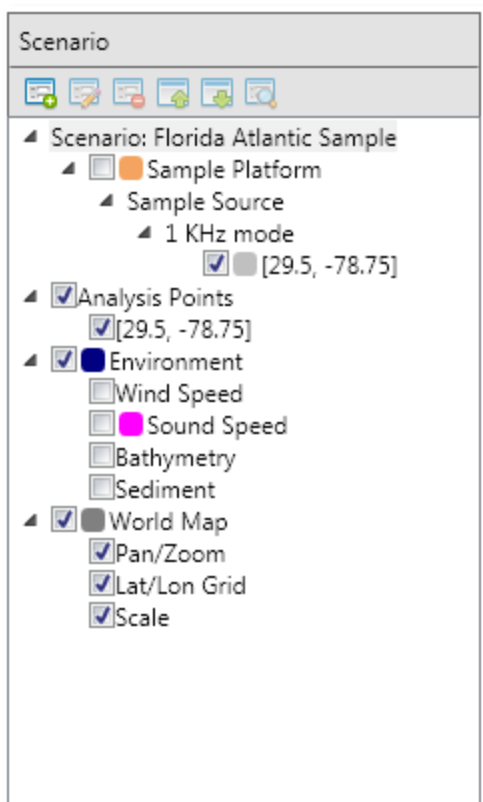 Scenario
Scenario: Florida Atlantic Sample
Sample Platform
Sample Source
1 KHz mode
[29.5, -78.75]
Analysis Points
[29.5, -78.75]
Environment
Wind Speed
Sound Speed
Bathymetry
Sediment
World Map
Pan/Zoom
Lat/Lon Grid
Scale